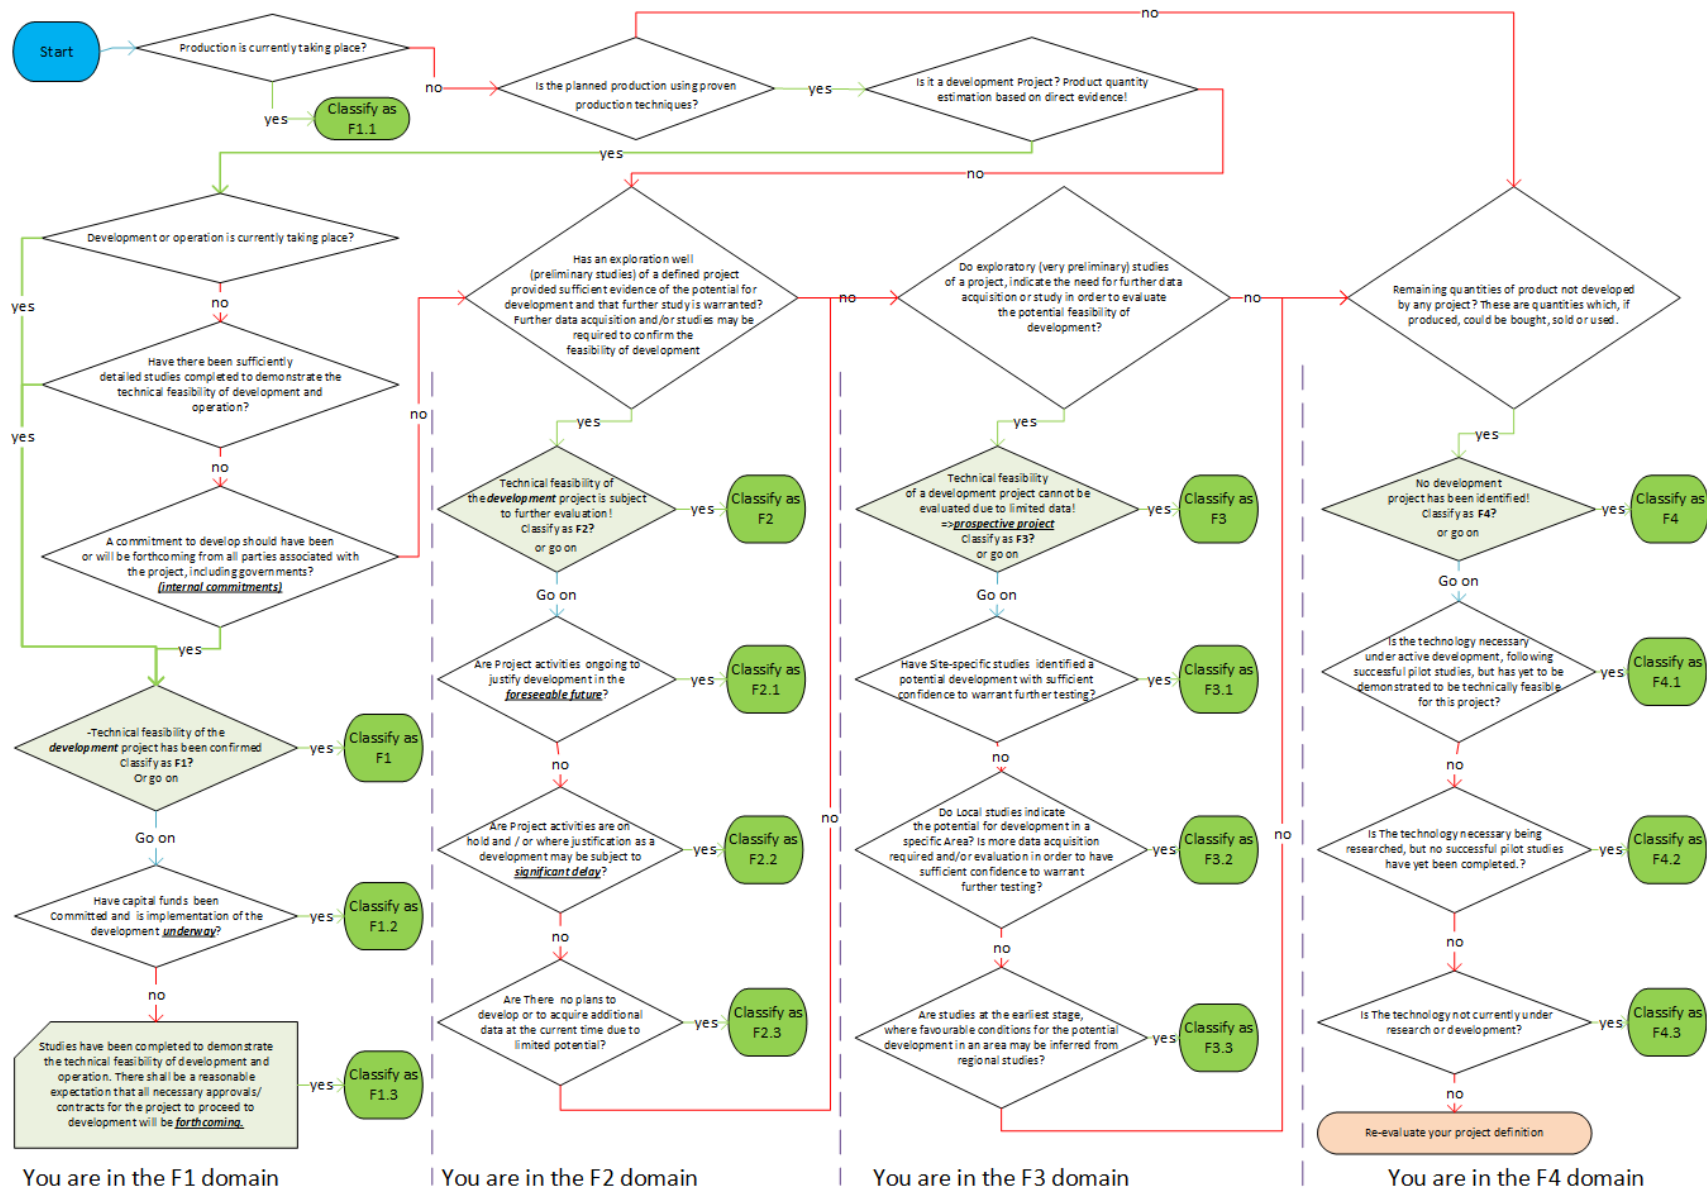 Start
Production is currently taking place?
no
yes
Classify as
F1.1
Is the planned production using proven
production techniques?
no
yes
Is it a development Project? Product quantity
estimation based on direct evidence!
yes
no
Development or operation is currently taking place?
yes
no
Have there been sufficiently
detailed studies completed to demonstrate the
technical feasibility of development and
operation?
yes
no
A commitment to develop should have been
or will be forthcoming from all parties associated with
the project, including governments?
(internal commitments)
no
yes
-Technical feasibility of the
development project has been confirmed
Classify as F1?
Or go on
yes
Classify as
F1
Go on
Have capital funds been
Committed and is implementation of the
development underway?
yes
Classify as
F1.2
no
Studies have been completed to demonstrate
the technical feasibility of development and
operation. There shall be a reasonable
expectation that all necessary approvals/
contracts for the project to proceed to
development will be forthcoming.
yes
Classify as
F1.3
You are in the F1 domain
Has an exploration well
(preliminary studies) of a defined project
provided sufficient evidence of the potential for
development and that further study is warranted?
Further data acquisition and/or studies may be
required to confirm the
feasibility of development
no
yes
Technical feasibility of
the development project is subject
to further evaluation!
Classify as F2?
or go on
yes
Classify as
F2
Go on
Are Project activities ongoing to
justify development in the
foreseeable future?
yes
Classify as
F2.1
no
Are Project activities are on
hold and / or where justification as a
development may be subject to
significant delay?
yes
Classify as
F2.2
no
Are There no plans to
develop or to acquire additional
data at the current time due to
limited potential?
yes
Classify as
F2.3
no
You are in the F2 domain
Do exploratory (very preliminary) studies
of a project, indicate the need for further data
acquisition or study in order to evaluate
the potential feasibility of
development?
no
yes
Technical feasibility
of a development project cannot be
evaluated due to limited data!
=>prospective project
Classify as F3?
or go on
yes
Classify as
F3
Go on
Have Site-specific studies identified a
potential development with sufficient
confidence to warrant further testing?
yes
Classify as
F3.1
no
Do Local studies indicate
the potential for development in a
specific Area? Is more data acquisition
required and/or evaluation in order to have
sufficient confidence to warrant
further testing?
yes
Classify as
F3.2
no
Are studies at the earliest stage,
where favourable conditions for the potential
development in an area may be inferred from
regional studies?
yes
Classify as
F3.3
no
You are in the F3 domain
Remaining quantities of product not developed
by any project? These are quantities which, if
produced, could be bought, sold or used.
yes
No development
project has been identified!
Classify as F4?
or go on
yes
Classify as
F4
Go on
Is the technology necessary
under active development, following
successful pilot studies, but has yet to be
demonstrated to be technically feasible
for this project?
yes
Classify as
F4.1
no
Is The technology necessary being
researched, but no successful pilot studies
have yet been completed.?
yes
Classify as
F4.2
no
Is The technology not currently under
research or development?
yes
Classify as
F4.3
no
Re-evaluate your project definition
You are in the F4 domain